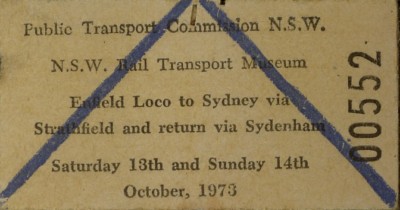 Public Transport Commission N.S.W.
N.S.W. Rail Transport Museum
Enfield Loco to Sydney via
Strathfield and return via Sydenham
Saturday 13th and Sunday 14th
October, 1973
00552